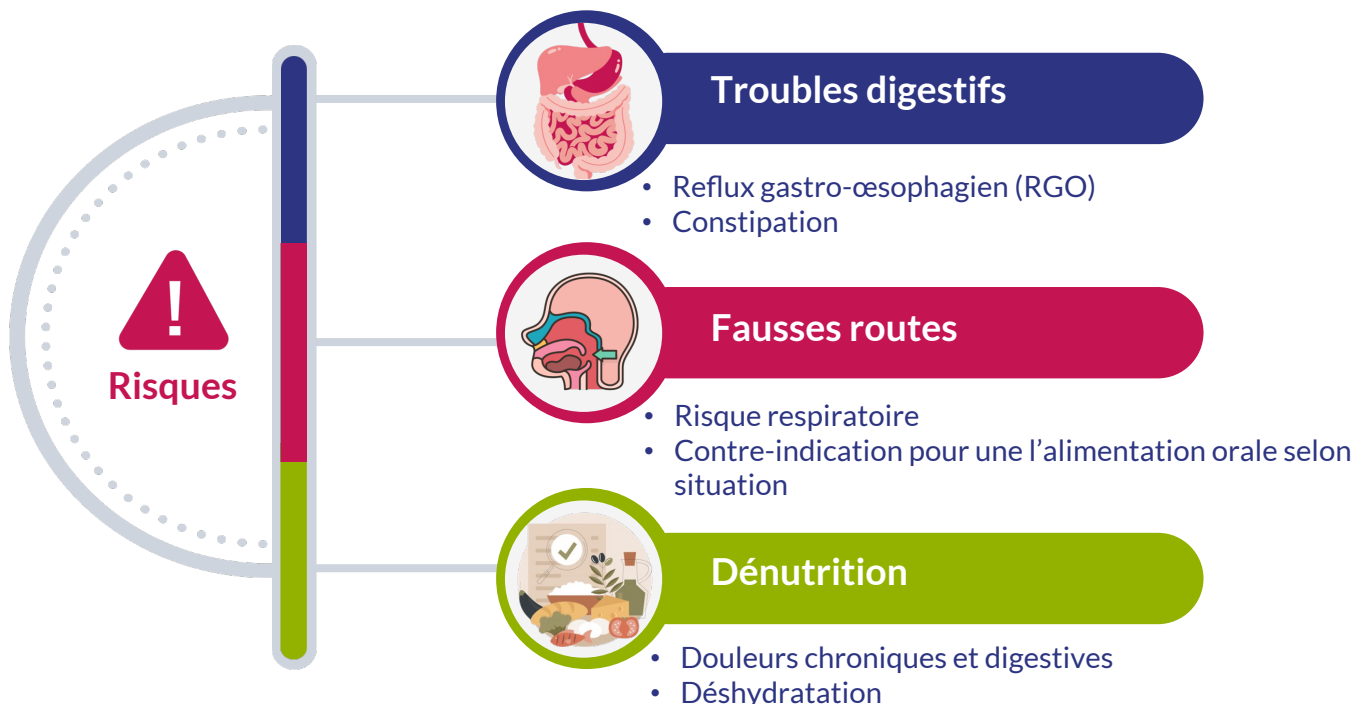 Risques
Troubles digestifs
• Reflux gastro-œsophagien (RGO)
• Constipation
Fausses routes
• Risque respiratoire
• Contre-indication pour une l’alimentation orale selon
situation
Dénutrition
• Douleurs chroniques et digestives
• Déshydratation